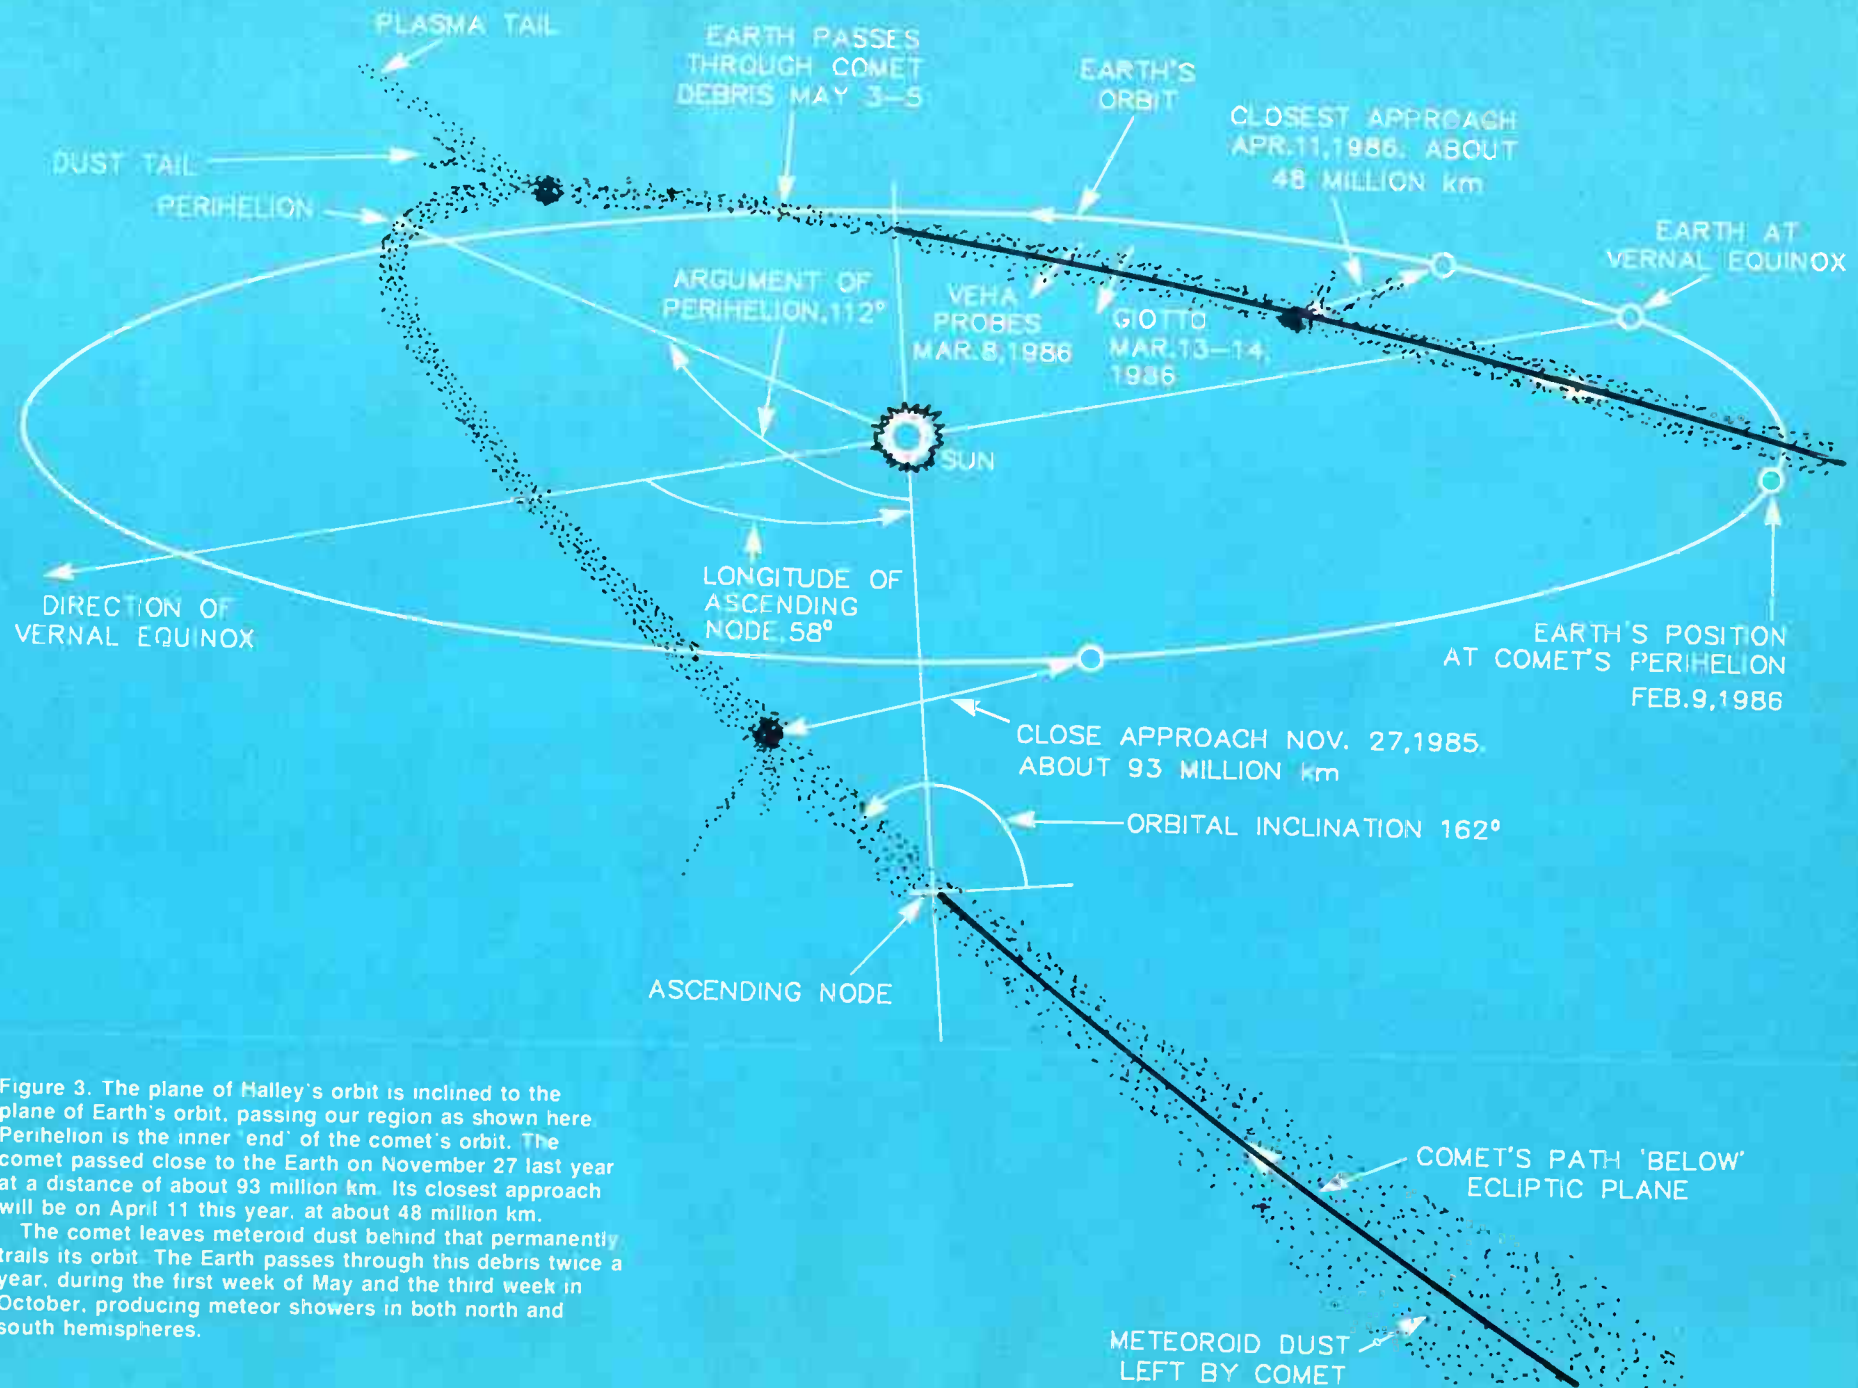 PLASMA TAIL
EARTH PASSES
THROUGH COMET
DEBRIS MAY 3–5
EARTH'S
ORBIT
CLOSEST APPROACH
APR.11,1986. ABOUT
48 MILLION km
DUST TAIL
PERIHELION
EARTH AT
VERNAL EQUINOX
ARGUMENT OF
PERIHELION,112°
VEHA
PROBES
MAR.8,1986
GIOTTO
MAR.13–14,
1986
SUN
DIRECTION OF
VERNAL EQUINOX
LONGITUDE OF
ASCENDING
NODE,58°
EARTH'S POSITION
AT COMET'S PERIHELION
FEB.9,1986
CLOSE APPROACH NOV. 27,1985.
ABOUT 93 MILLION km
ORBITAL INCLINATION 162°
ASCENDING NODE
Figure 3. The plane of Halley's orbit is inclined to the
plane of Earth's orbit, passing our region as shown here.
Perihelion is the inner 'end' of the comet's orbit. The
comet passed close to the Earth on November 27 last year
at a distance of about 93 million km. Its closest approach
will be on April 11 this year, at about 48 million km.
The comet leaves meteroid dust behind that permanently
trails its orbit. The Earth passes through this debris twice a
year, during the first week of May and the third week in
October, producing meteor showers in both north and
south hemispheres.
COMET'S PATH 'BELOW'
ECLIPTIC PLANE
METEOROID DUST
LEFT BY COMET